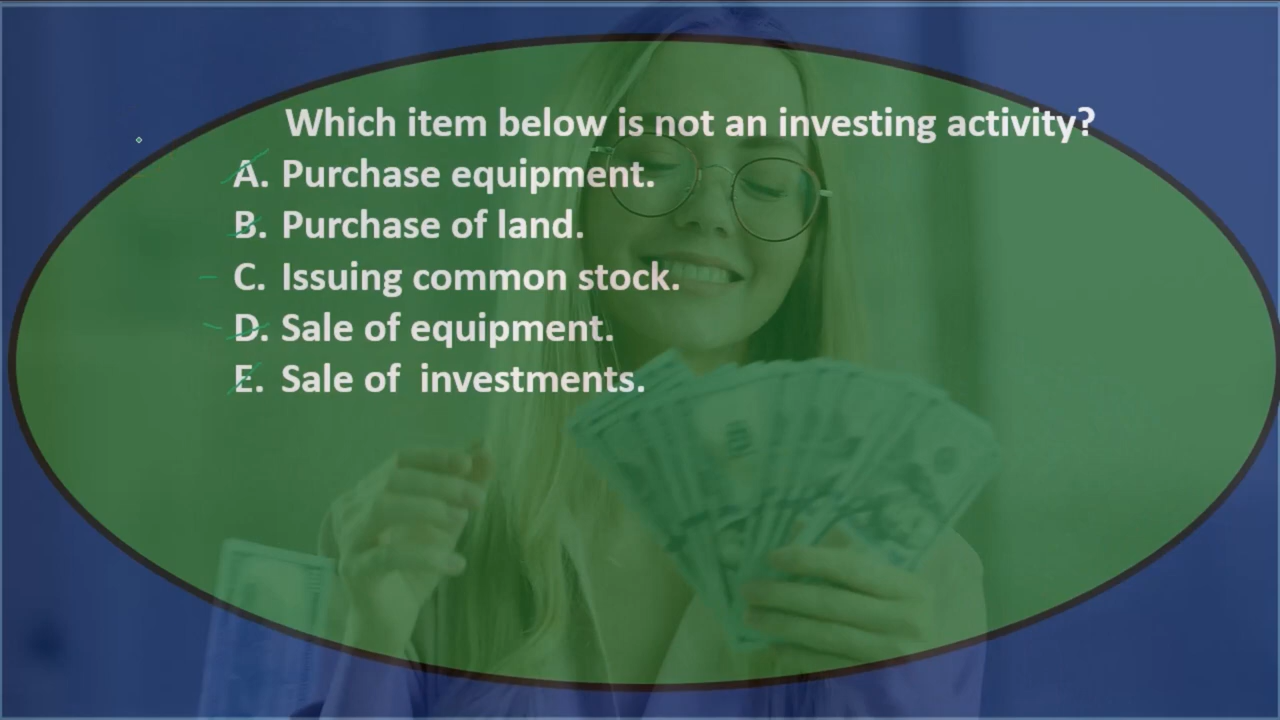 Which item below is not an investing activity?
A. Purchase equipment.
B. Purchase of land.
C. Issuing common stock.
D. Sale of equipment.
E. Sale of investments.